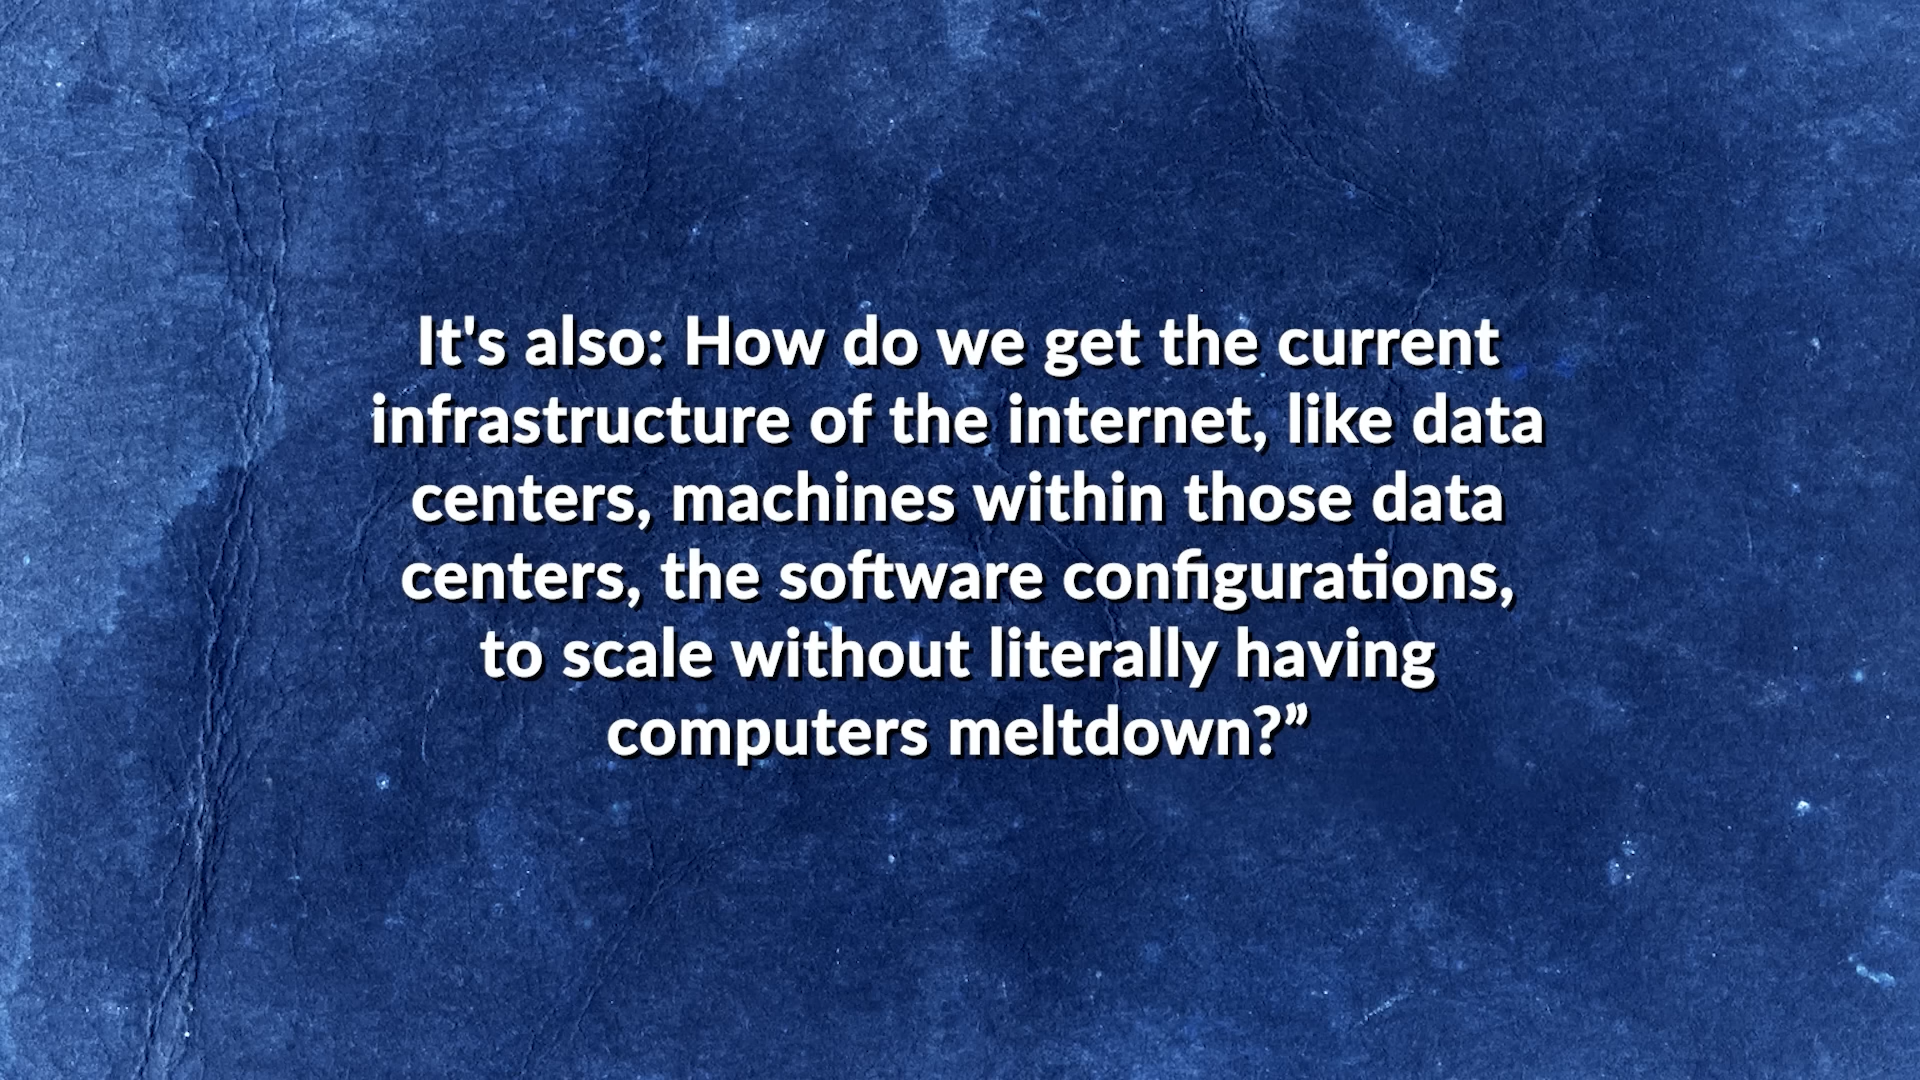 It's also: How do we get the current
infrastructure of the internet, like data
centers, machines within those data
centers, the software configurations,
to scale without literally having
computers meltdown?”